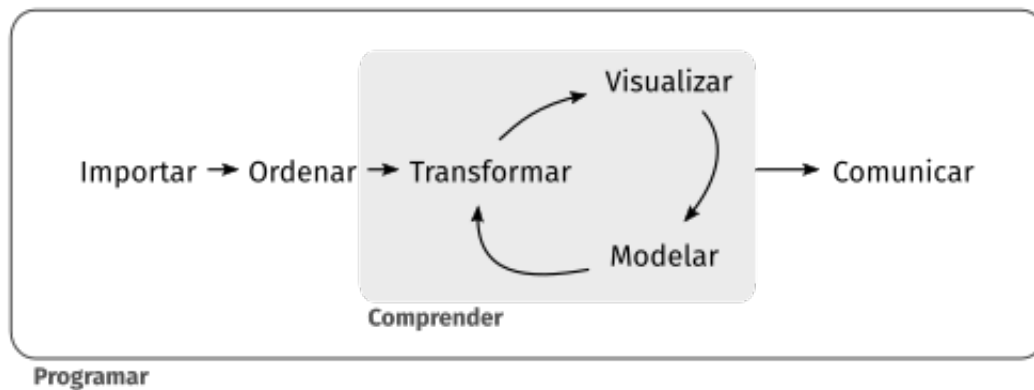 Visualizar
Importar → Ordenar → Transformar → Comunicar
Modelar
Comprender
Programar